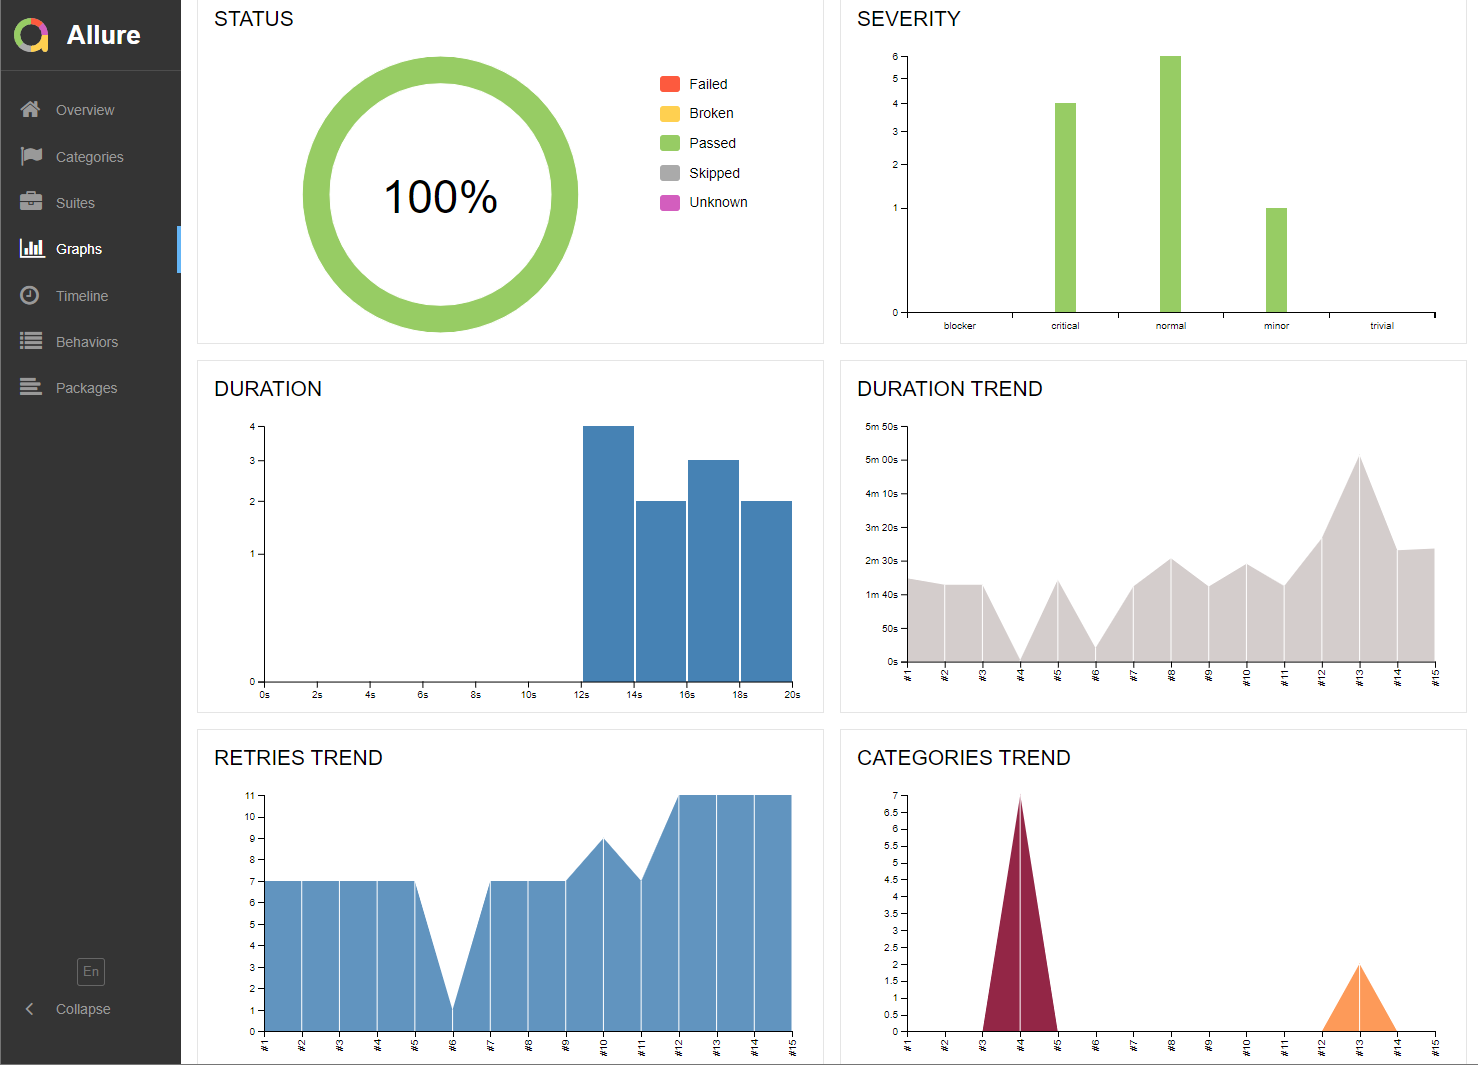 Allure
Overview
Categories
Suites
Graphs
Timeline
Behaviors
Packages
En
Collapse
STATUS
100%
Failed
Broken
Passed
Skipped
Unknown
SEVERITY
6
5
4
3
2
1
0
blocker critical normal minor trivial
DURATION
4
3
2
1
0
0s 2s 4s 6s 8s 10s 12s 14s 16s 18s 20s
DURATION TREND
5m 50s
5m 00s
4m 10s
3m 20s
2m 30s
1m 40s
50s
0s
#1 #2 #3 #4 #5 #6 #7 #8 #9 #10 #11 #12 #13 #14 #15
RETRIES TREND
11
10
9
8
7
6
5
4
3
2
1
0
#1 #2 #3 #4 #5 #6 #7 #8 #9 #10 #11 #12 #13 #14 #15
CATEGORIES TREND
7
6.5
6
5.5
5
4.5
4
3.5
3
2.5
2
1.5
1
0.5
0
#1 #2 #3 #4 #5 #6 #7 #8 #9 #10 #11 #12 #13 #14 #15